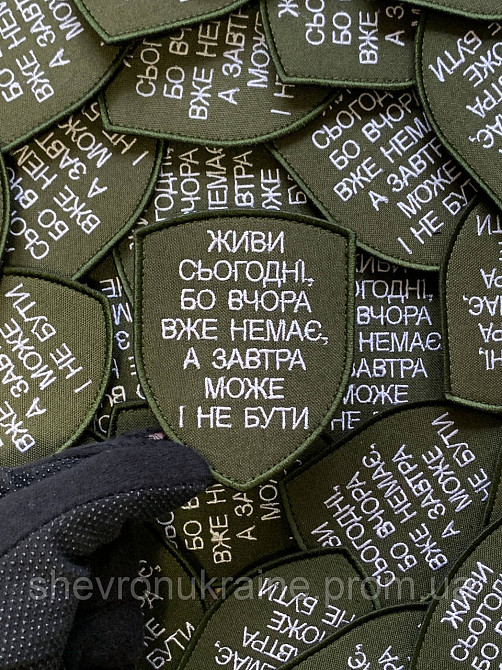 ЖИВИ
СЬОГОДНІ,
БО ВЧОРА
ВЖЕ НЕМАЄ,
А ЗАВТРА
МОЖЕ
І НЕ БУТИ
shevronukraine.prom.ua